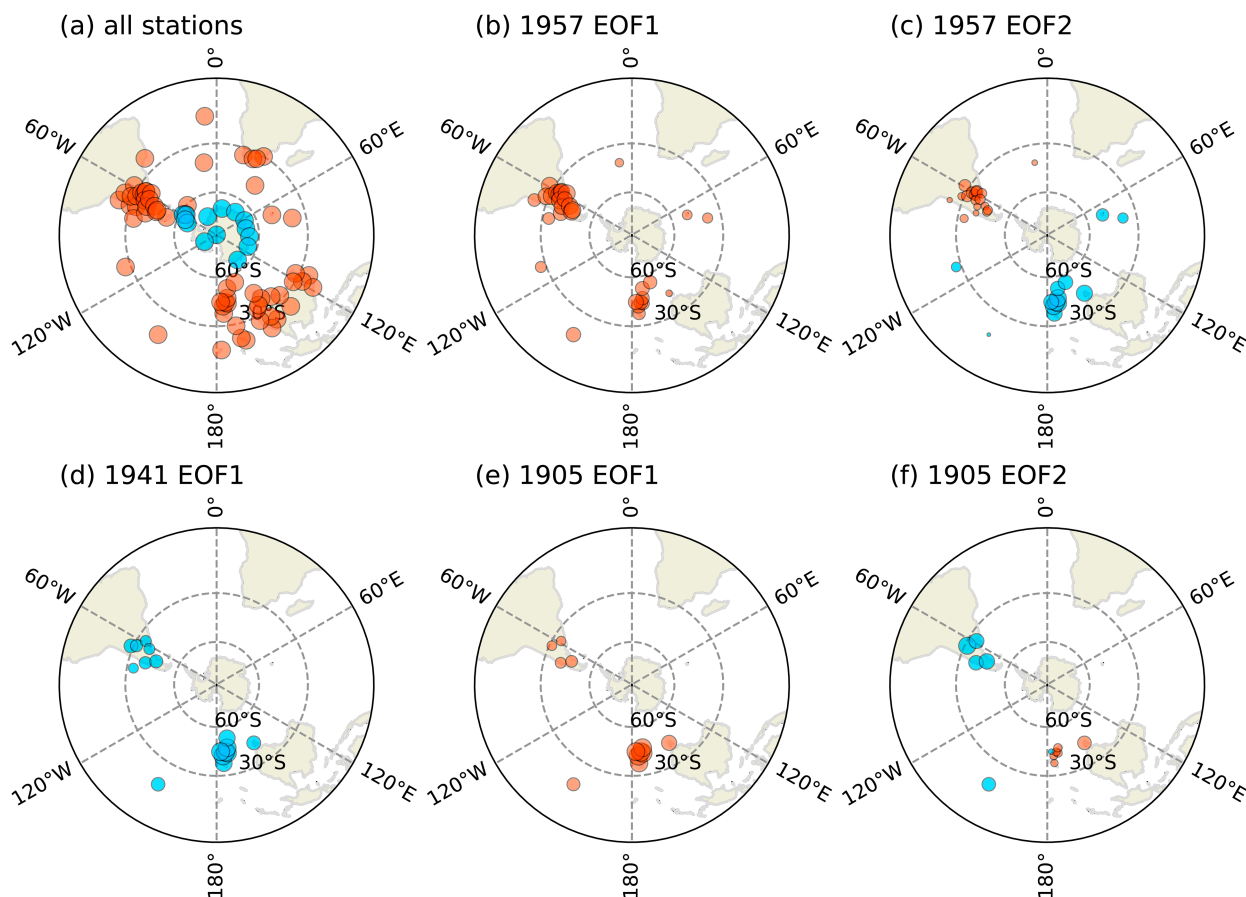 (a) all stations
(b) 1957 EOF1
(c) 1957 EOF2
0°
0°
0°
60°W
60°E
60°W
60°E
60°W
60°E
60°S
60°S
60°S
30°S
30°S
30°S
120°W
120°E
120°W
120°E
120°W
120°E
180°
180°
180°
(d) 1941 EOF1
(e) 1905 EOF1
(f) 1905 EOF2
0°
0°
0°
60°W
60°E
60°W
60°E
60°W
60°E
60°S
60°S
60°S
30°S
30°S
30°S
120°W
120°E
120°W
120°E
120°W
120°E
180°
180°
180°